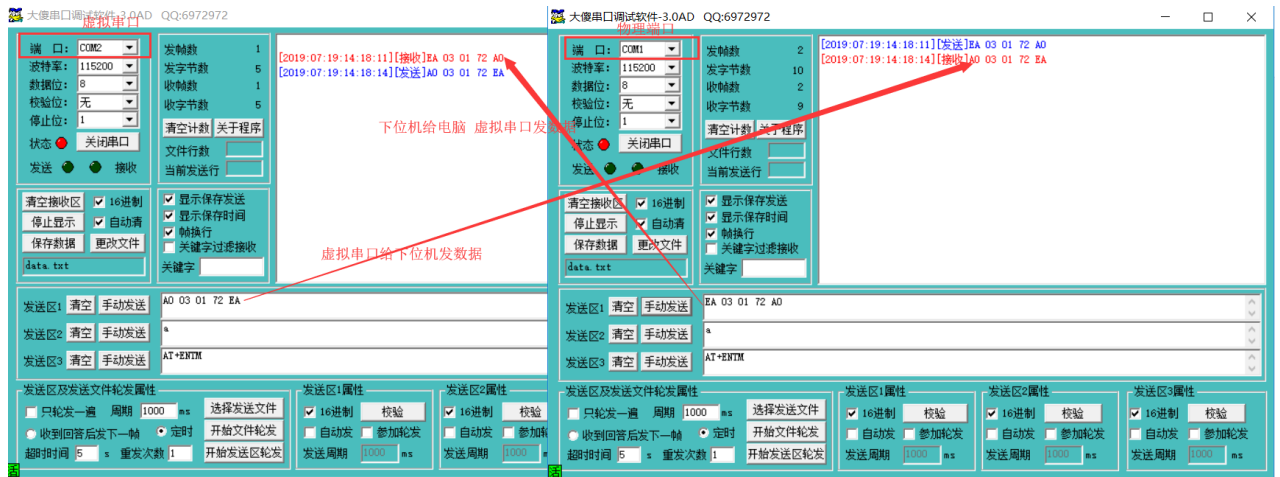 大傻串口调试软件-3.0AD QQ:6972972
虚拟串口
端 口: COM2
波特率: 115200
数据位: 8
校验位: 无
停止位: 1
状态 关闭串口
发送 接收
发帧数 1
发字节数 5
收帧数 1
收字节数 5
清空计数 关于程序
文件行数
当前发送行
[2019:07:19:14:18:11][接收]EA 03 01 72 A0
[2019:07:19:14:18:14][发送]A0 03 01 72 EA
清空接收区 16进制
停止显示 自动清
保存数据 更改文件
data.txt
显示保存发送
显示保存时间
帧换行
关键字过滤接收
关键字
下位机给电脑 虚拟串口发数据
虚拟串口给下位机发数据
发送区1 清空 手动发送 A0 03 01 72 EA
发送区2 清空 手动发送 a
发送区3 清空 手动发送 AT+ENTM
发送区及发送文件轮发属性
只轮发一遍 周期 1000 ms 选择发送文件
收到回答后发下一帧 定时 开始文件轮发
超时时间 5 s 重发次数 1 开始发送区轮发
发送区1属性
16进制 校验
自动发 参加轮发
发送周期 1000 ms
发送区2属性
16进制 校验
自动发 参加轮
发送周期 1000 ms
活
大傻串口调试软件-3.0AD QQ:6972972
物理端口
端 口: COM1
波特率: 115200
数据位: 8
校验位: 无
停止位: 1
状态 关闭串口
发送 接收
发帧数 2
发字节数 10
收帧数 2
收字节数 9
清空计数 关于程序
文件行数
当前发送行
[2019:07:19:14:18:11][发送]EA 03 01 72 A0
[2019:07:19:14:18:14][接收]A0 03 01 72 EA
清空接收区 16进制
停止显示 自动清
保存数据 更改文件
data.txt
显示保存发送
显示保存时间
帧换行
关键字过滤接收
关键字
发送区1 清空 手动发送 EA 03 01 72 A0
发送区2 清空 手动发送 a
发送区3 清空 手动发送 AT+ENTM
发送区及发送文件轮发属性
只轮发一遍 周期 1000 ms 选择发送文件
收到回答后发下一帧 定时 开始文件轮发
超时时间 5 s 重发次数 1 开始发送区轮发
发送区1属性
16进制 校验
自动发 参加轮发
发送周期 1000 ms
发送区2属性
16进制 校验
自动发 参加轮发
发送周期 1000 ms
发送区3属性
16进制 校验
自动发 参加轮发
发送周期 1000 ms
活